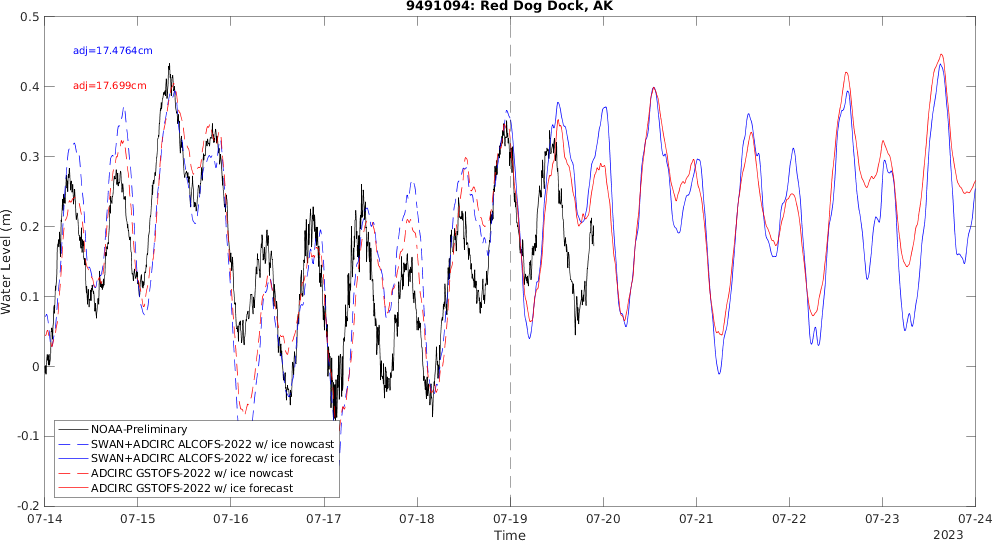 9491094: Red Dog Dock, AK
adj=17.4764cm
adj=17.699cm
Water Level (m)
0.5
0.4
0.3
0.2
0.1
0
-0.1
-0.2
NOAA-Preliminary
SWAN+ADCIRC ALCOFS-2022 w/ ice nowcast
SWAN+ADCIRC ALCOFS-2022 w/ ice forecast
ADCIRC GSTOFS-2022 w/ ice nowcast
ADCIRC GSTOFS-2022 w/ ice forecast
07-14 07-15 07-16 07-17 07-18 07-19 07-20 07-21 07-22 07-23 07-24
Time
2023